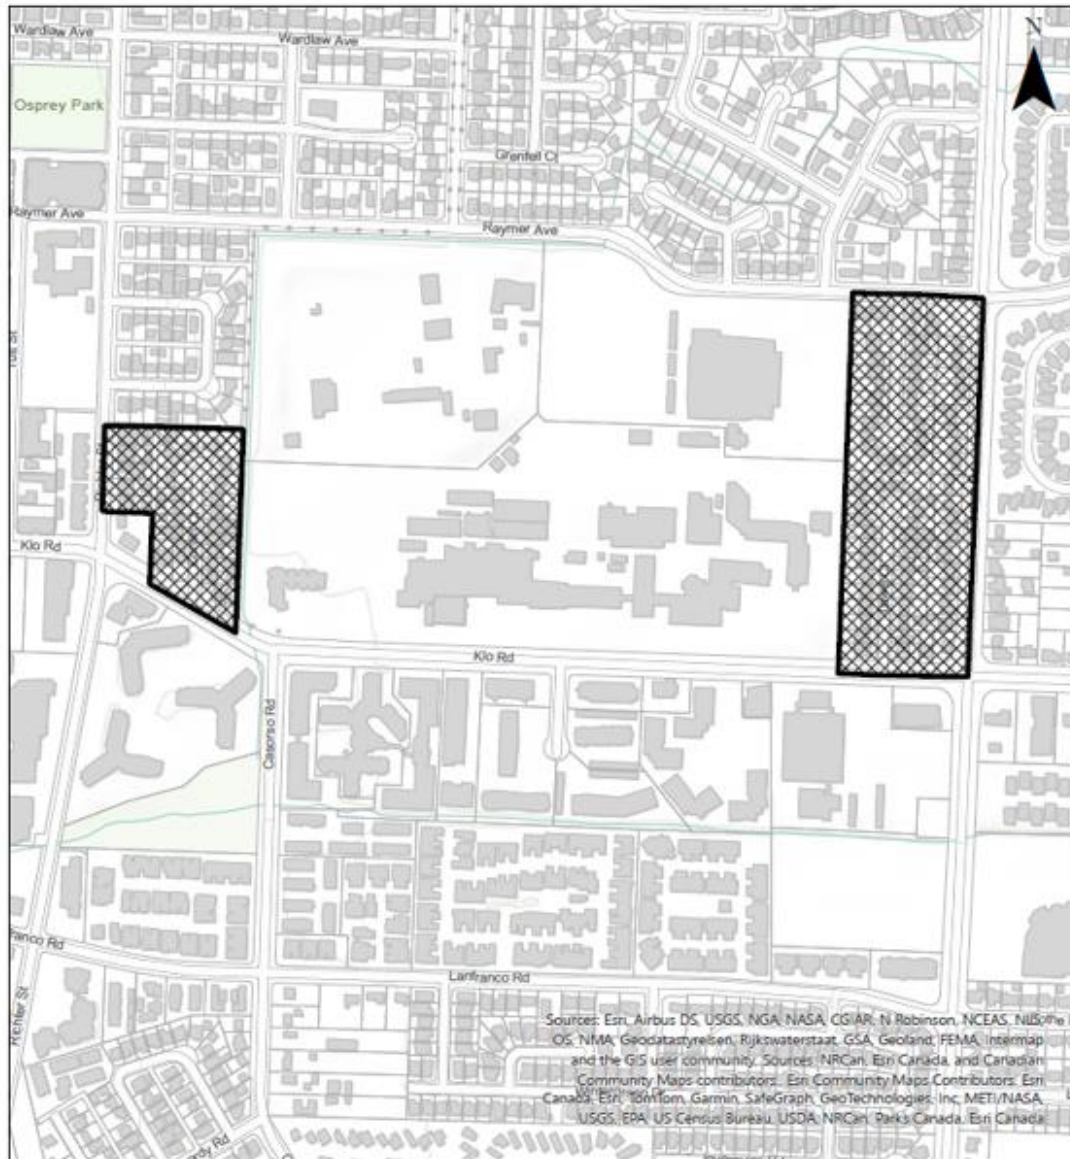 Wardlaw Ave
Wardlaw Ave
N
Osprey Park
Grenfell Ct
Raymer Ave
Raymer Ave
Klo Rd
Klo Rd
Casorso Rd
Lanfranco Rd
Richter St
Sources: Esri, Airbus DS, USGS, NGA, NASA, CGIAR, N Robinson, NCEAS, NLS,
OS, NMA, Geodatastyrelsen, Rijkswaterstaat, GSA, Geoland, FEMA, Intermap
and the GIS user community, Sources: NRCan, Esri Canada, and Canadian
Community Maps contributors., Esri Community Maps Contributors, Esri
Canada, Esri, TomTom, Garmin, SafeGraph, GeoTechnologies, Inc, METI/NASA,
USGS, EPA, US Census Bureau, USDA, NRCan, Parks Canada, Esri Canada